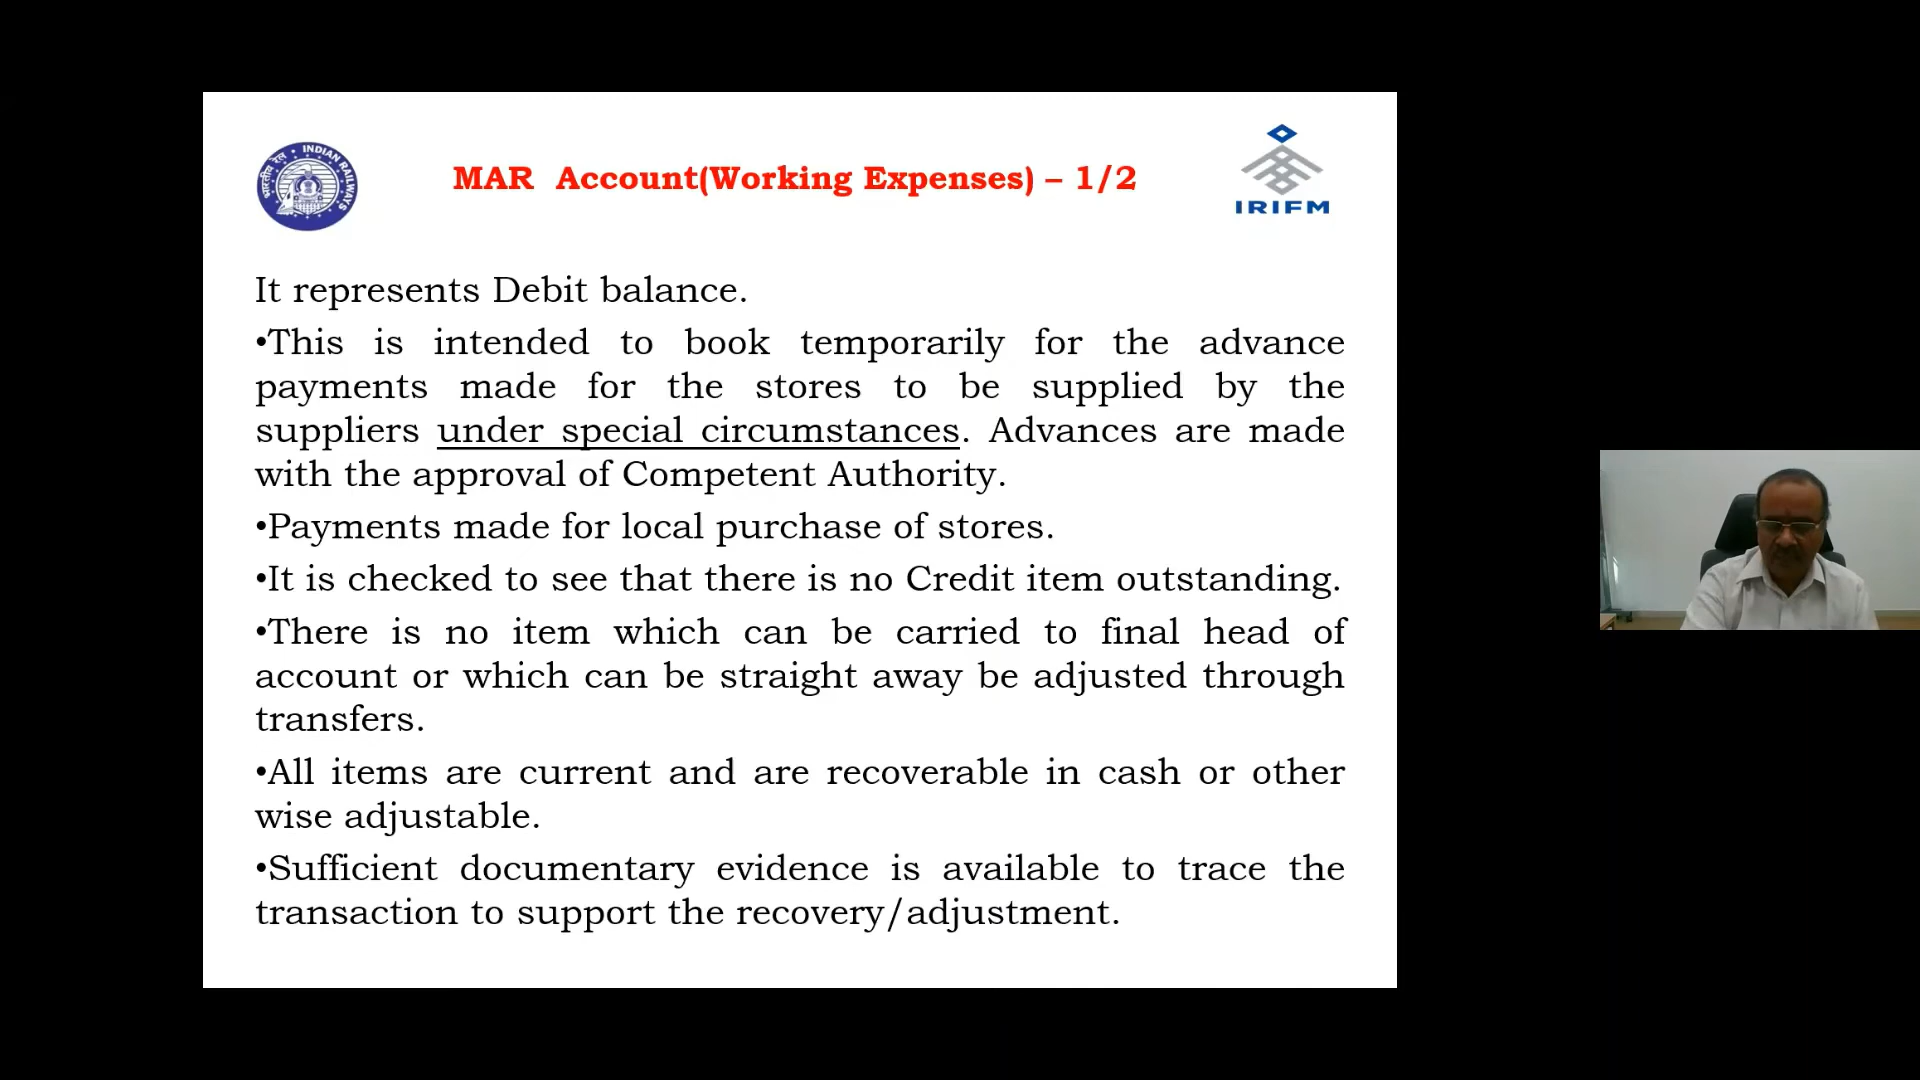 भारतीय रेल • INDIAN RAILWAYS
MAR Account(Working Expenses) – 1/2
IRIFM
It represents Debit balance.
•This is intended to book temporarily for the advance
payments made for the stores to be supplied by the
suppliers under special circumstances. Advances are made
with the approval of Competent Authority.
•Payments made for local purchase of stores.
•It is checked to see that there is no Credit item outstanding.
•There is no item which can be carried to final head of
account or which can be straight away be adjusted through
transfers.
•All items are current and are recoverable in cash or other
wise adjustable.
•Sufficient documentary evidence is available to trace the
transaction to support the recovery/adjustment.